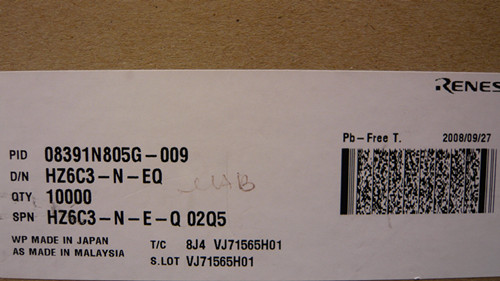 RENES
Pb-Free T. 2008/09/27
PID 08391N805G-009
D/N HZ6C3-N-EQ
QTY 10000
SPN HZ6C3-N-E-Q 02Q5
WP MADE IN JAPAN
AS MADE IN MALAYSIA
T/C 8J4 VJ71565H01
S.LOT VJ71565H01